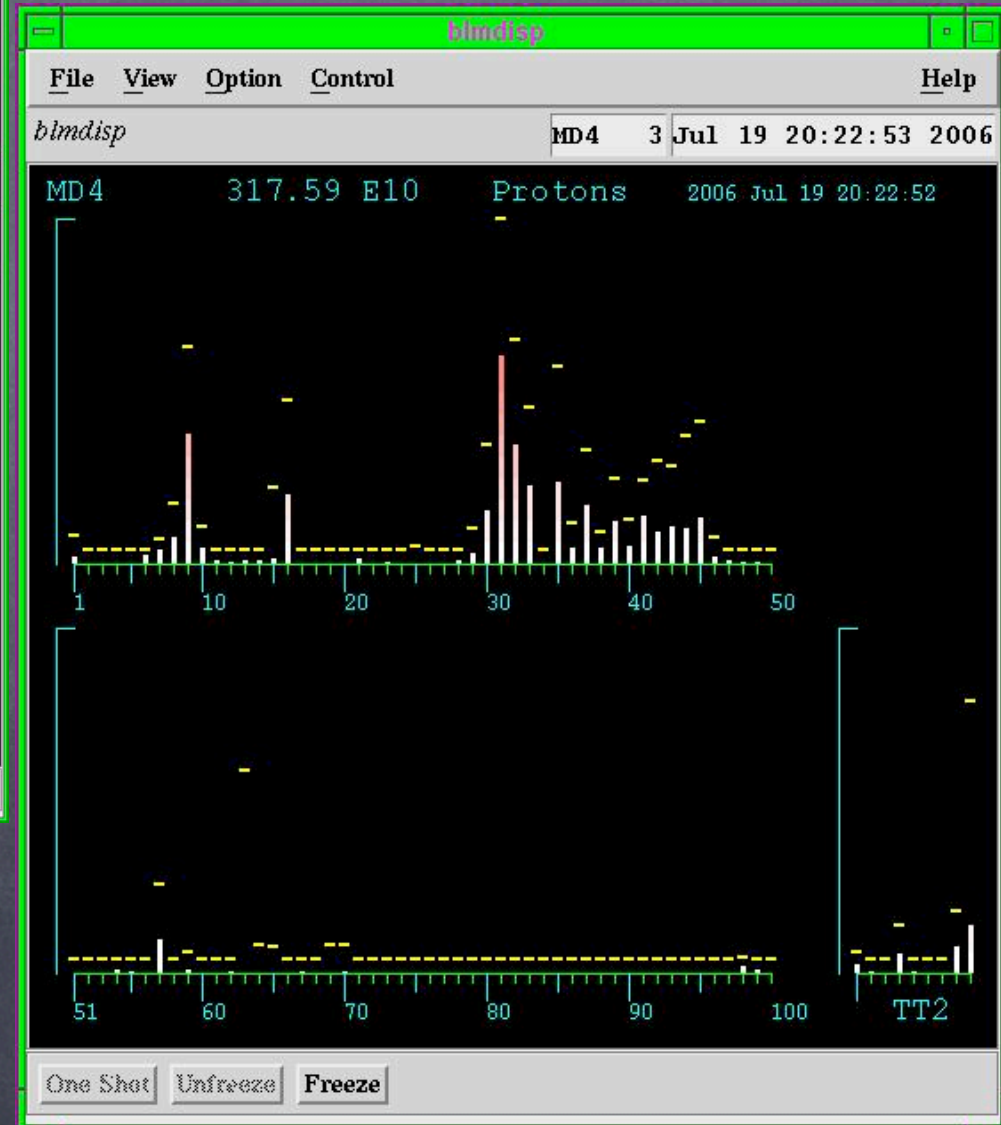 blmdisp
File View Option Control Help
blmdisp MD4 3 Jul 19 20:22:53 2006
MD4 317.59 E10 Protons 2006 Jul 19 20:22:52
1 10 20 30 40 50
51 60 70 80 90 100 TT2
One Shot Unfreeze Freeze